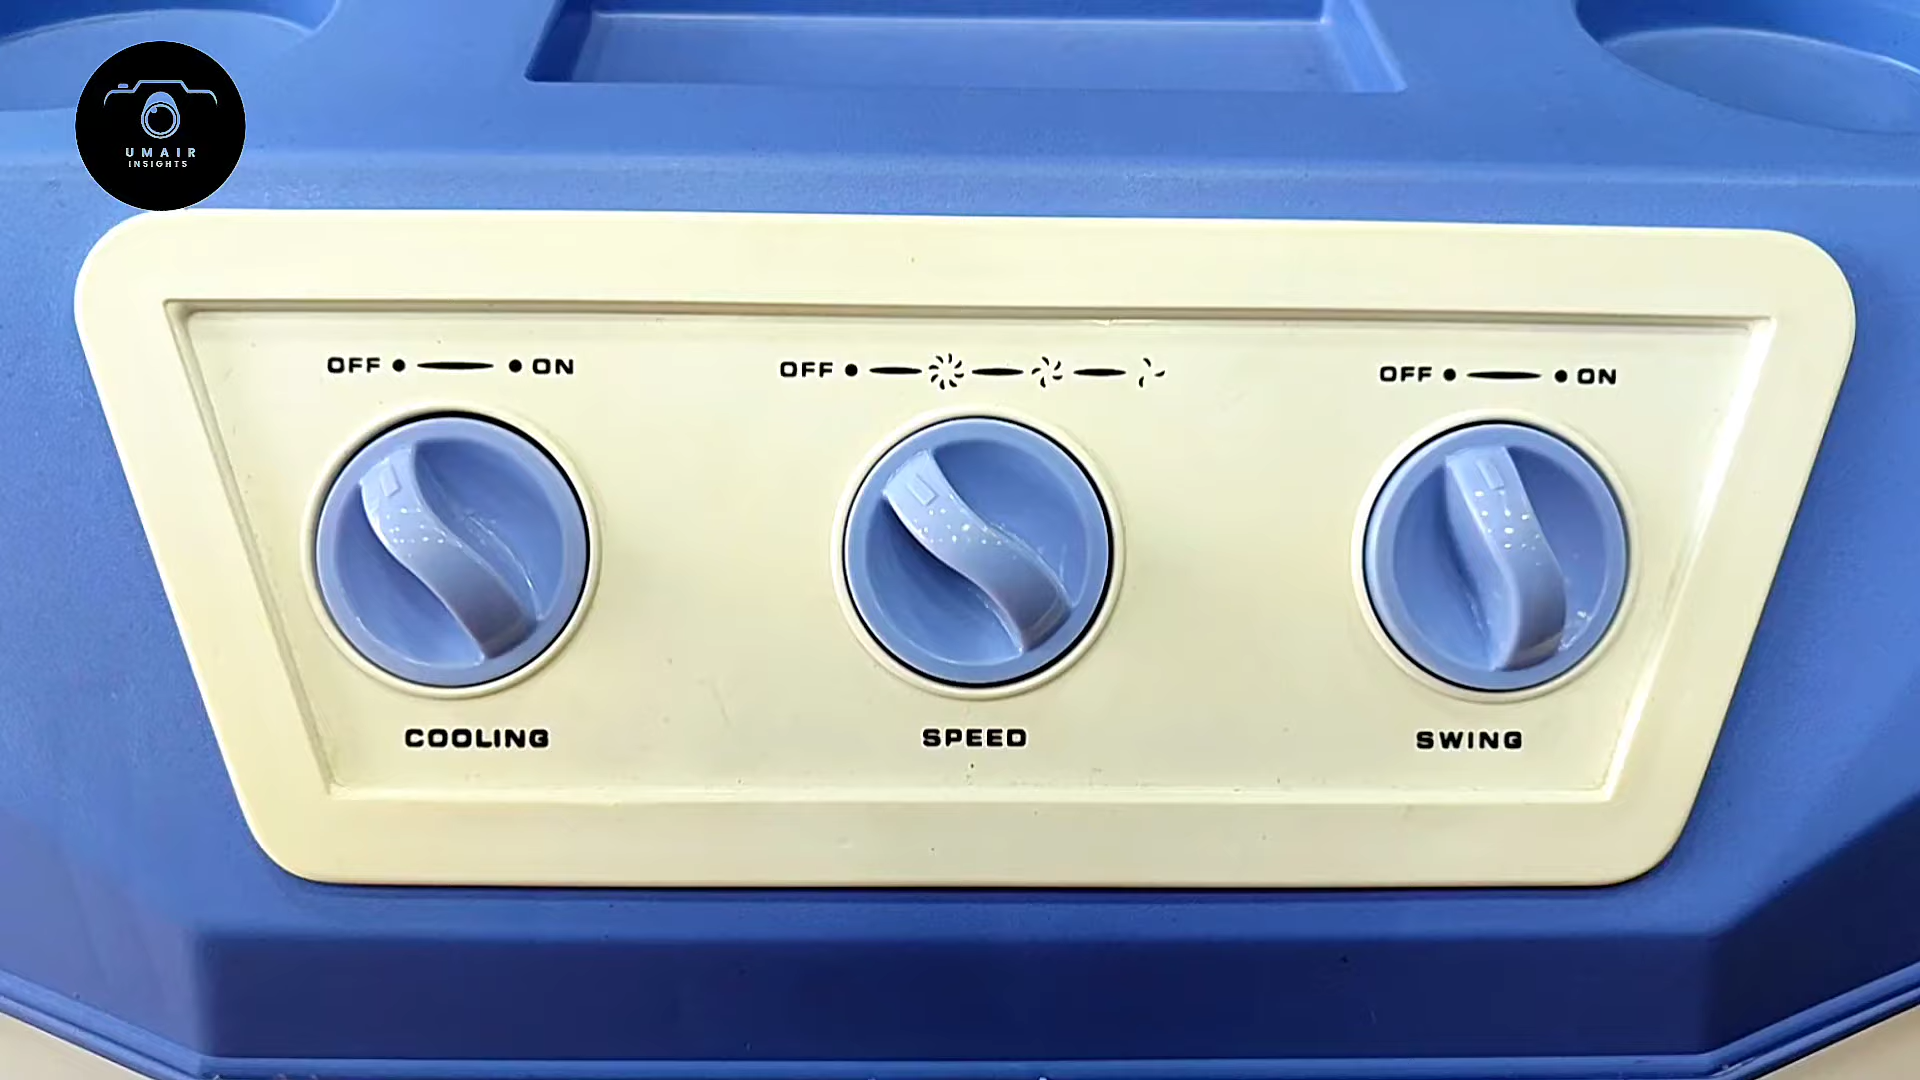 UMAIR
INSIGHTS
OFF ON
OFF
OFF ON
COOLING
SPEED
SWING